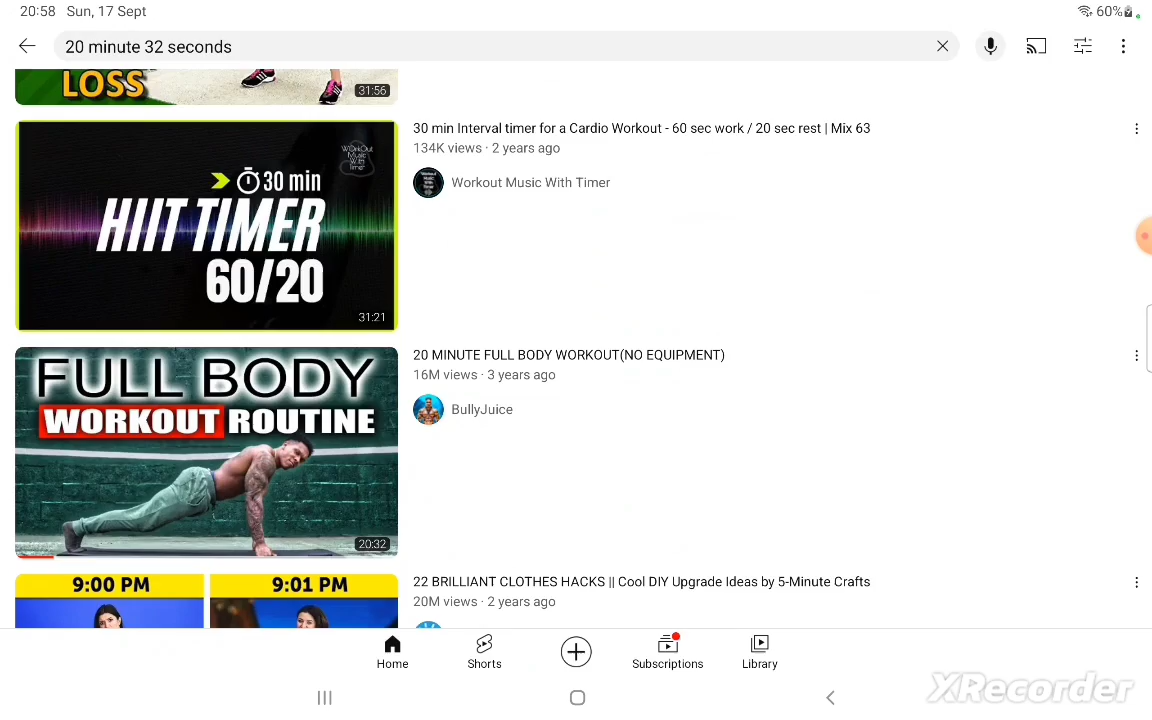 20:58 Sun, 17 Sept
60%
20 minute 32 seconds
LOSS
31:56
30 min Interval timer for a Cardio Workout - 60 sec work / 20 sec rest | Mix 63
134K views · 2 years ago
Workout Music With Timer
WOrkOut
Music
With
Timer
30 min
HIIT TIMER
60/20
31:21
20 MINUTE FULL BODY WORKOUT(NO EQUIPMENT)
16M views · 3 years ago
BullyJuice
FULL BODY
WORKOUT ROUTINE
20:32
22 BRILLIANT CLOTHES HACKS || Cool DIY Upgrade Ideas by 5-Minute Crafts
20M views · 2 years ago
9:00 PM 9:01 PM
Home Shorts Subscriptions Library
XRecorder